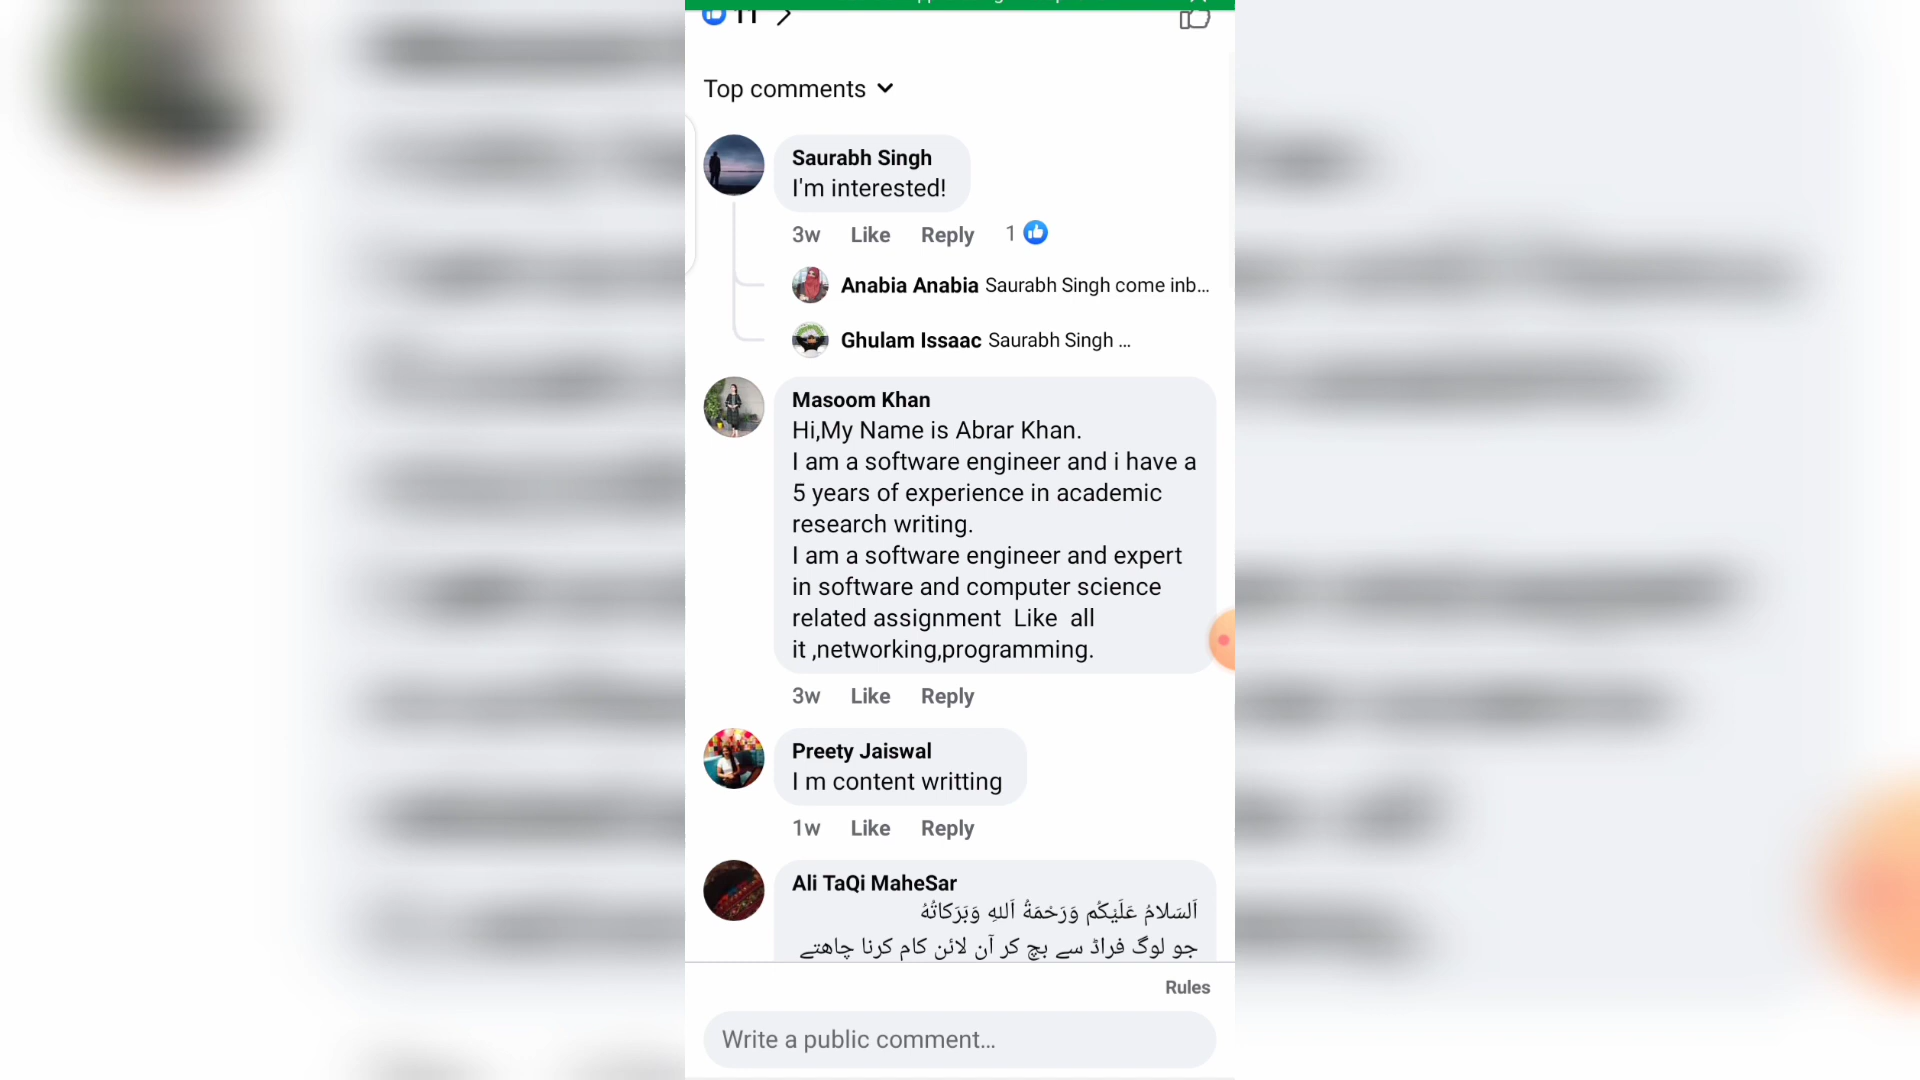 11
Top comments
Saurabh Singh
I'm interested!
3w Like Reply 1
Anabia Anabia Saurabh Singh come inb...
Ghulam Issaac Saurabh Singh ...
Masoom Khan
Hi,My Name is Abrar Khan.
I am a software engineer and i have a
5 years of experience in academic
research writing.
I am a software engineer and expert
in software and computer science
related assignment  Like  all
it ,networking,programming.
3w Like Reply
Preety Jaiswal
I m content writting
1w Like Reply
Ali TaQi MaheSar
اَلسَلامُ عَلَيْكُم وَرَحْمَةُ اَللهِ وَبَرَكاتُهُ
جو لوگ فراڈ سے بچ کر آن لائن کام کرنا چاھتے
Rules
Write a public comment...